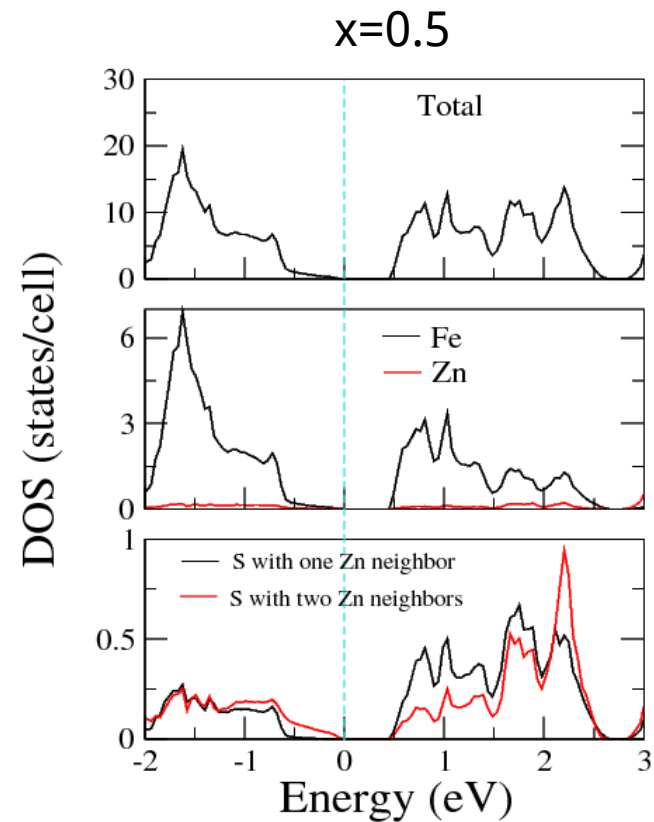 x=0.5
30
Total
20
10
0
DOS (states/cell)
6
Fe
Zn
3
0
1
S with one Zn neighbor
S with two Zn neighbors
0.5
0
-2 -1 0 1 2 3
Energy (eV)